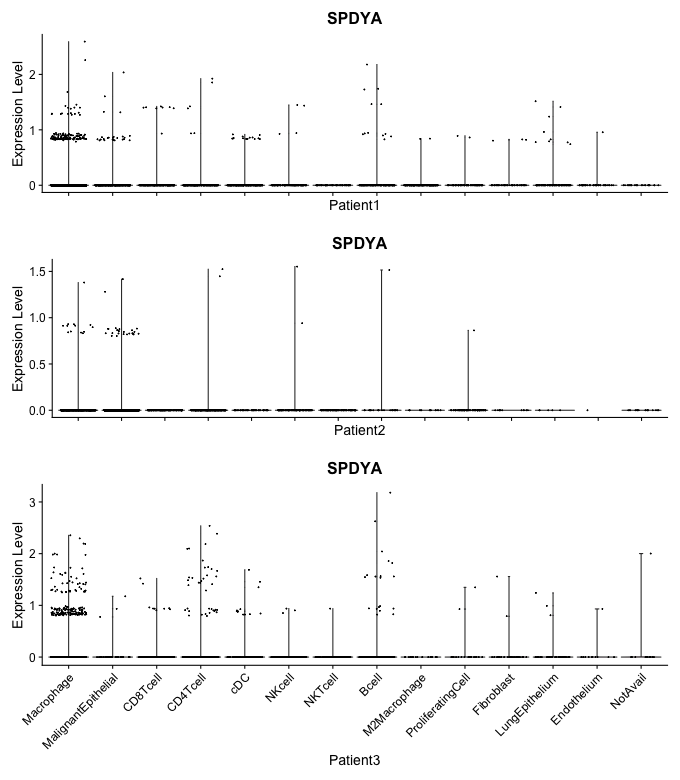 SPDYA
Expression Level
2
1
0
Patient1
SPDYA
Expression Level
1.5
1.0
0.5
0.0
Patient2
SPDYA
Expression Level
3
2
1
0
Macrophage
MalignantEpithelial
CD8Tcell
CD4Tcell
cDC
NKcell
NKTcell
Bcell
M2Macrophage
ProliferatingCell
Fibroblast
LungEpithelium
Endothelium
NotAvail
Patient3